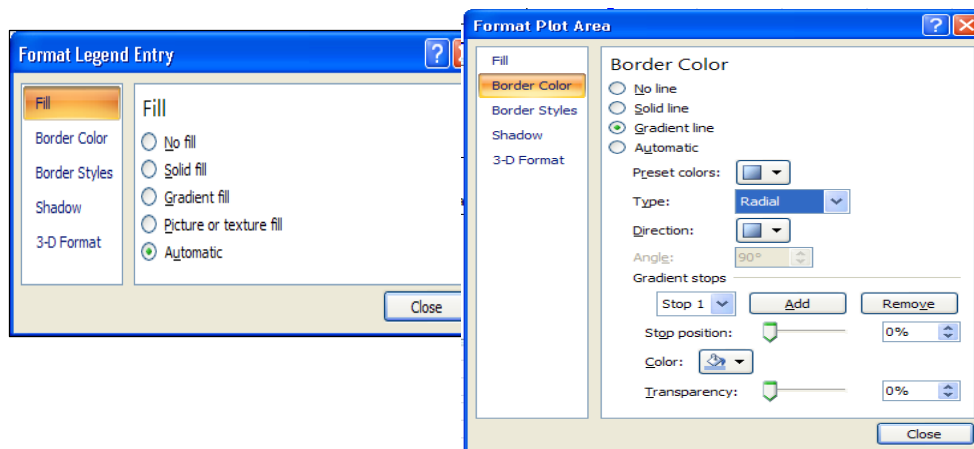 Format Legend Entry
?
Fill
Border Color
Border Styles
Shadow
3-D Format
Fill
No fill
Solid fill
Gradient fill
Picture or texture fill
Automatic
Close
Format Plot Area
?
Fill
Border Color
Border Styles
Shadow
3-D Format
Border Color
No line
Solid line
Gradient line
Automatic
Preset colors:
Type: Radial
Direction:
Angle: 90°
Gradient stops
Stop 1 Add Remove
Stop position: 0%
Color:
Transparency: 0%
Close